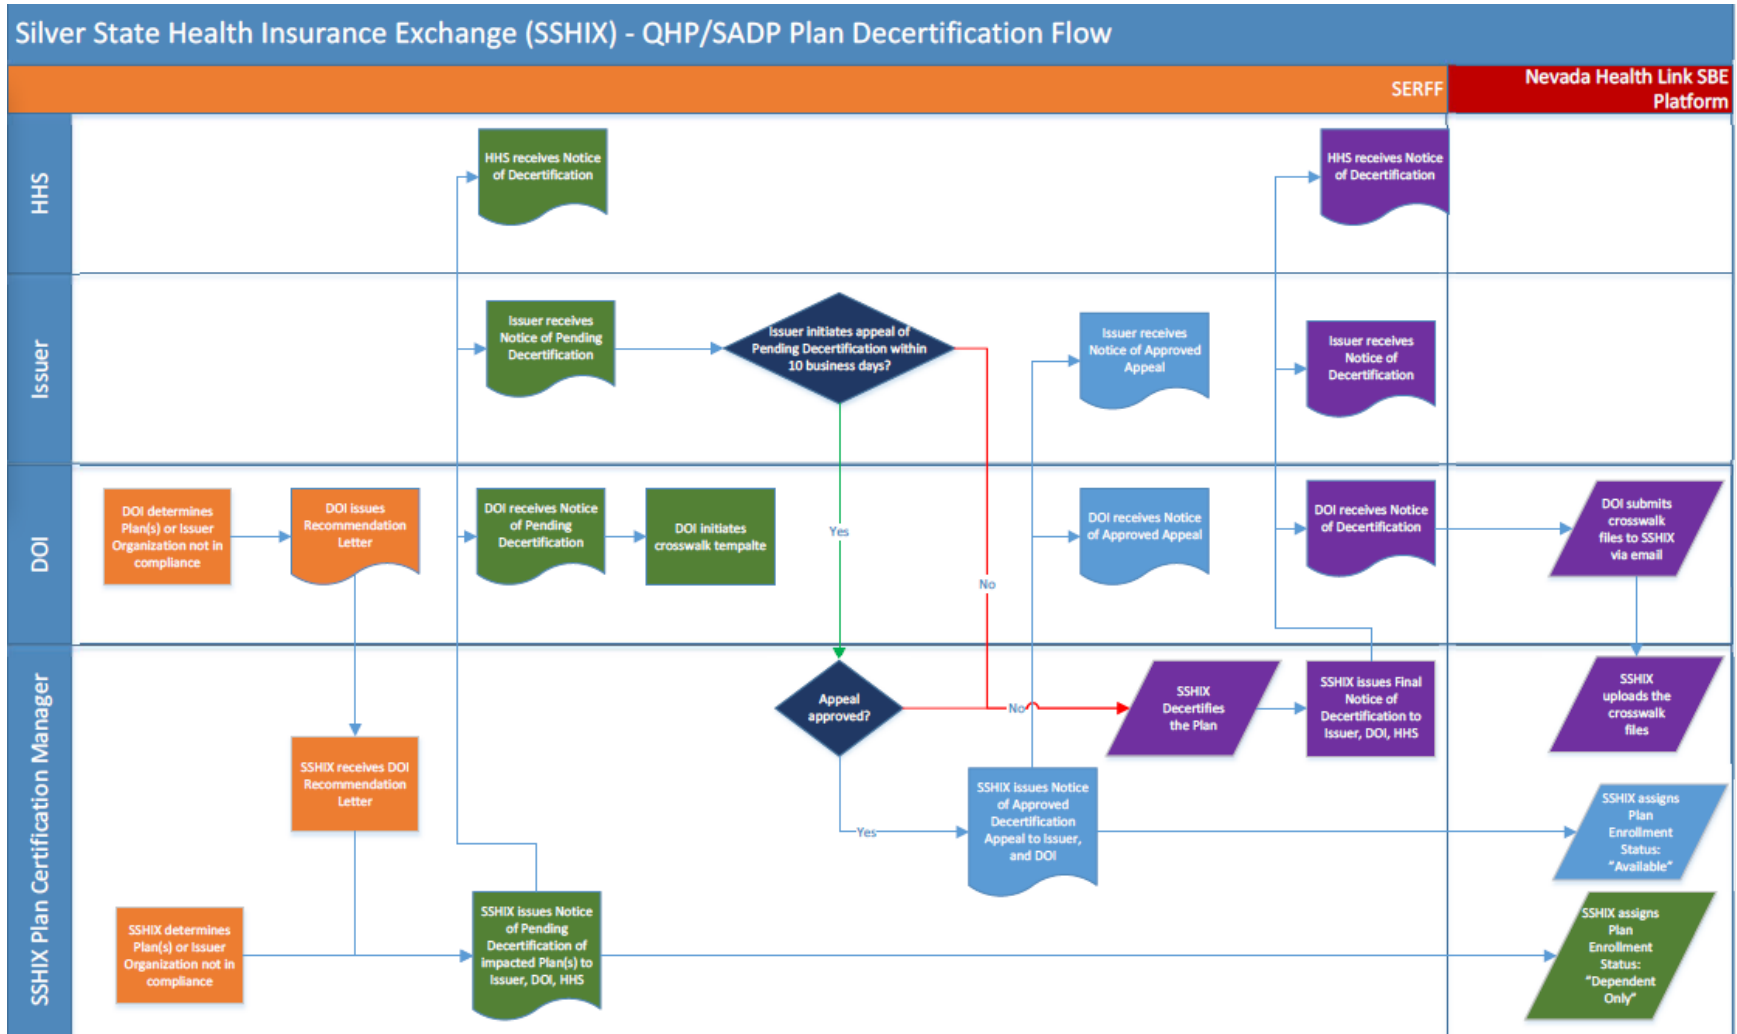 Silver State Health Insurance Exchange (SSHIX) - QHP/SADP Plan Decertification Flow
SERFF
Nevada Health Link SBE
Platform
HHS
HHS receives Notice
of Decertification
HHS receives Notice
of Decertification
Issuer
Issuer receives
Notice of Pending
Decertification
Issuer initiates appeal of
Pending Decertification within
10 business days?
Issuer receives
Notice of Approved
Appeal
Issuer receives
Notice of
Decertification
DOI
DOI determines
Plan(s) or Issuer
Organization not in
compliance
DOI issues
Recommendation
Letter
DOI receives Notice
of Pending
Decertification
DOI initiates
crosswalk tempalte
Yes
No
DOI receives Notice
of Approved Appeal
DOI receives Notice
of Decertification
DOI submits
crosswalk
files to SSHIX
via email
SSHIX Plan Certification Manager
SSHIX receives DOI
Recommendation
Letter
Appeal
approved?
No
SSHIX
Decertifies
the Plan
SSHIX issues Final
Notice of
Decertification to
Issuer, DOI, HHS
SSHIX
uploads the
crosswalk
files
Yes
SSHIX issues Notice
of Approved
Decertification
Appeal to Issuer,
and DOI
SSHIX assigns
Plan
Enrollment
Status:
"Available"
SSHIX determines
Plan(s) or Issuer
Organization not in
compliance
SSHIX issues Notice
of Pending
Decertification of
impacted Plan(s) to
Issuer, DOI, HHS
SSHIX assigns
Plan
Enrollment
Status:
"Dependent
Only"